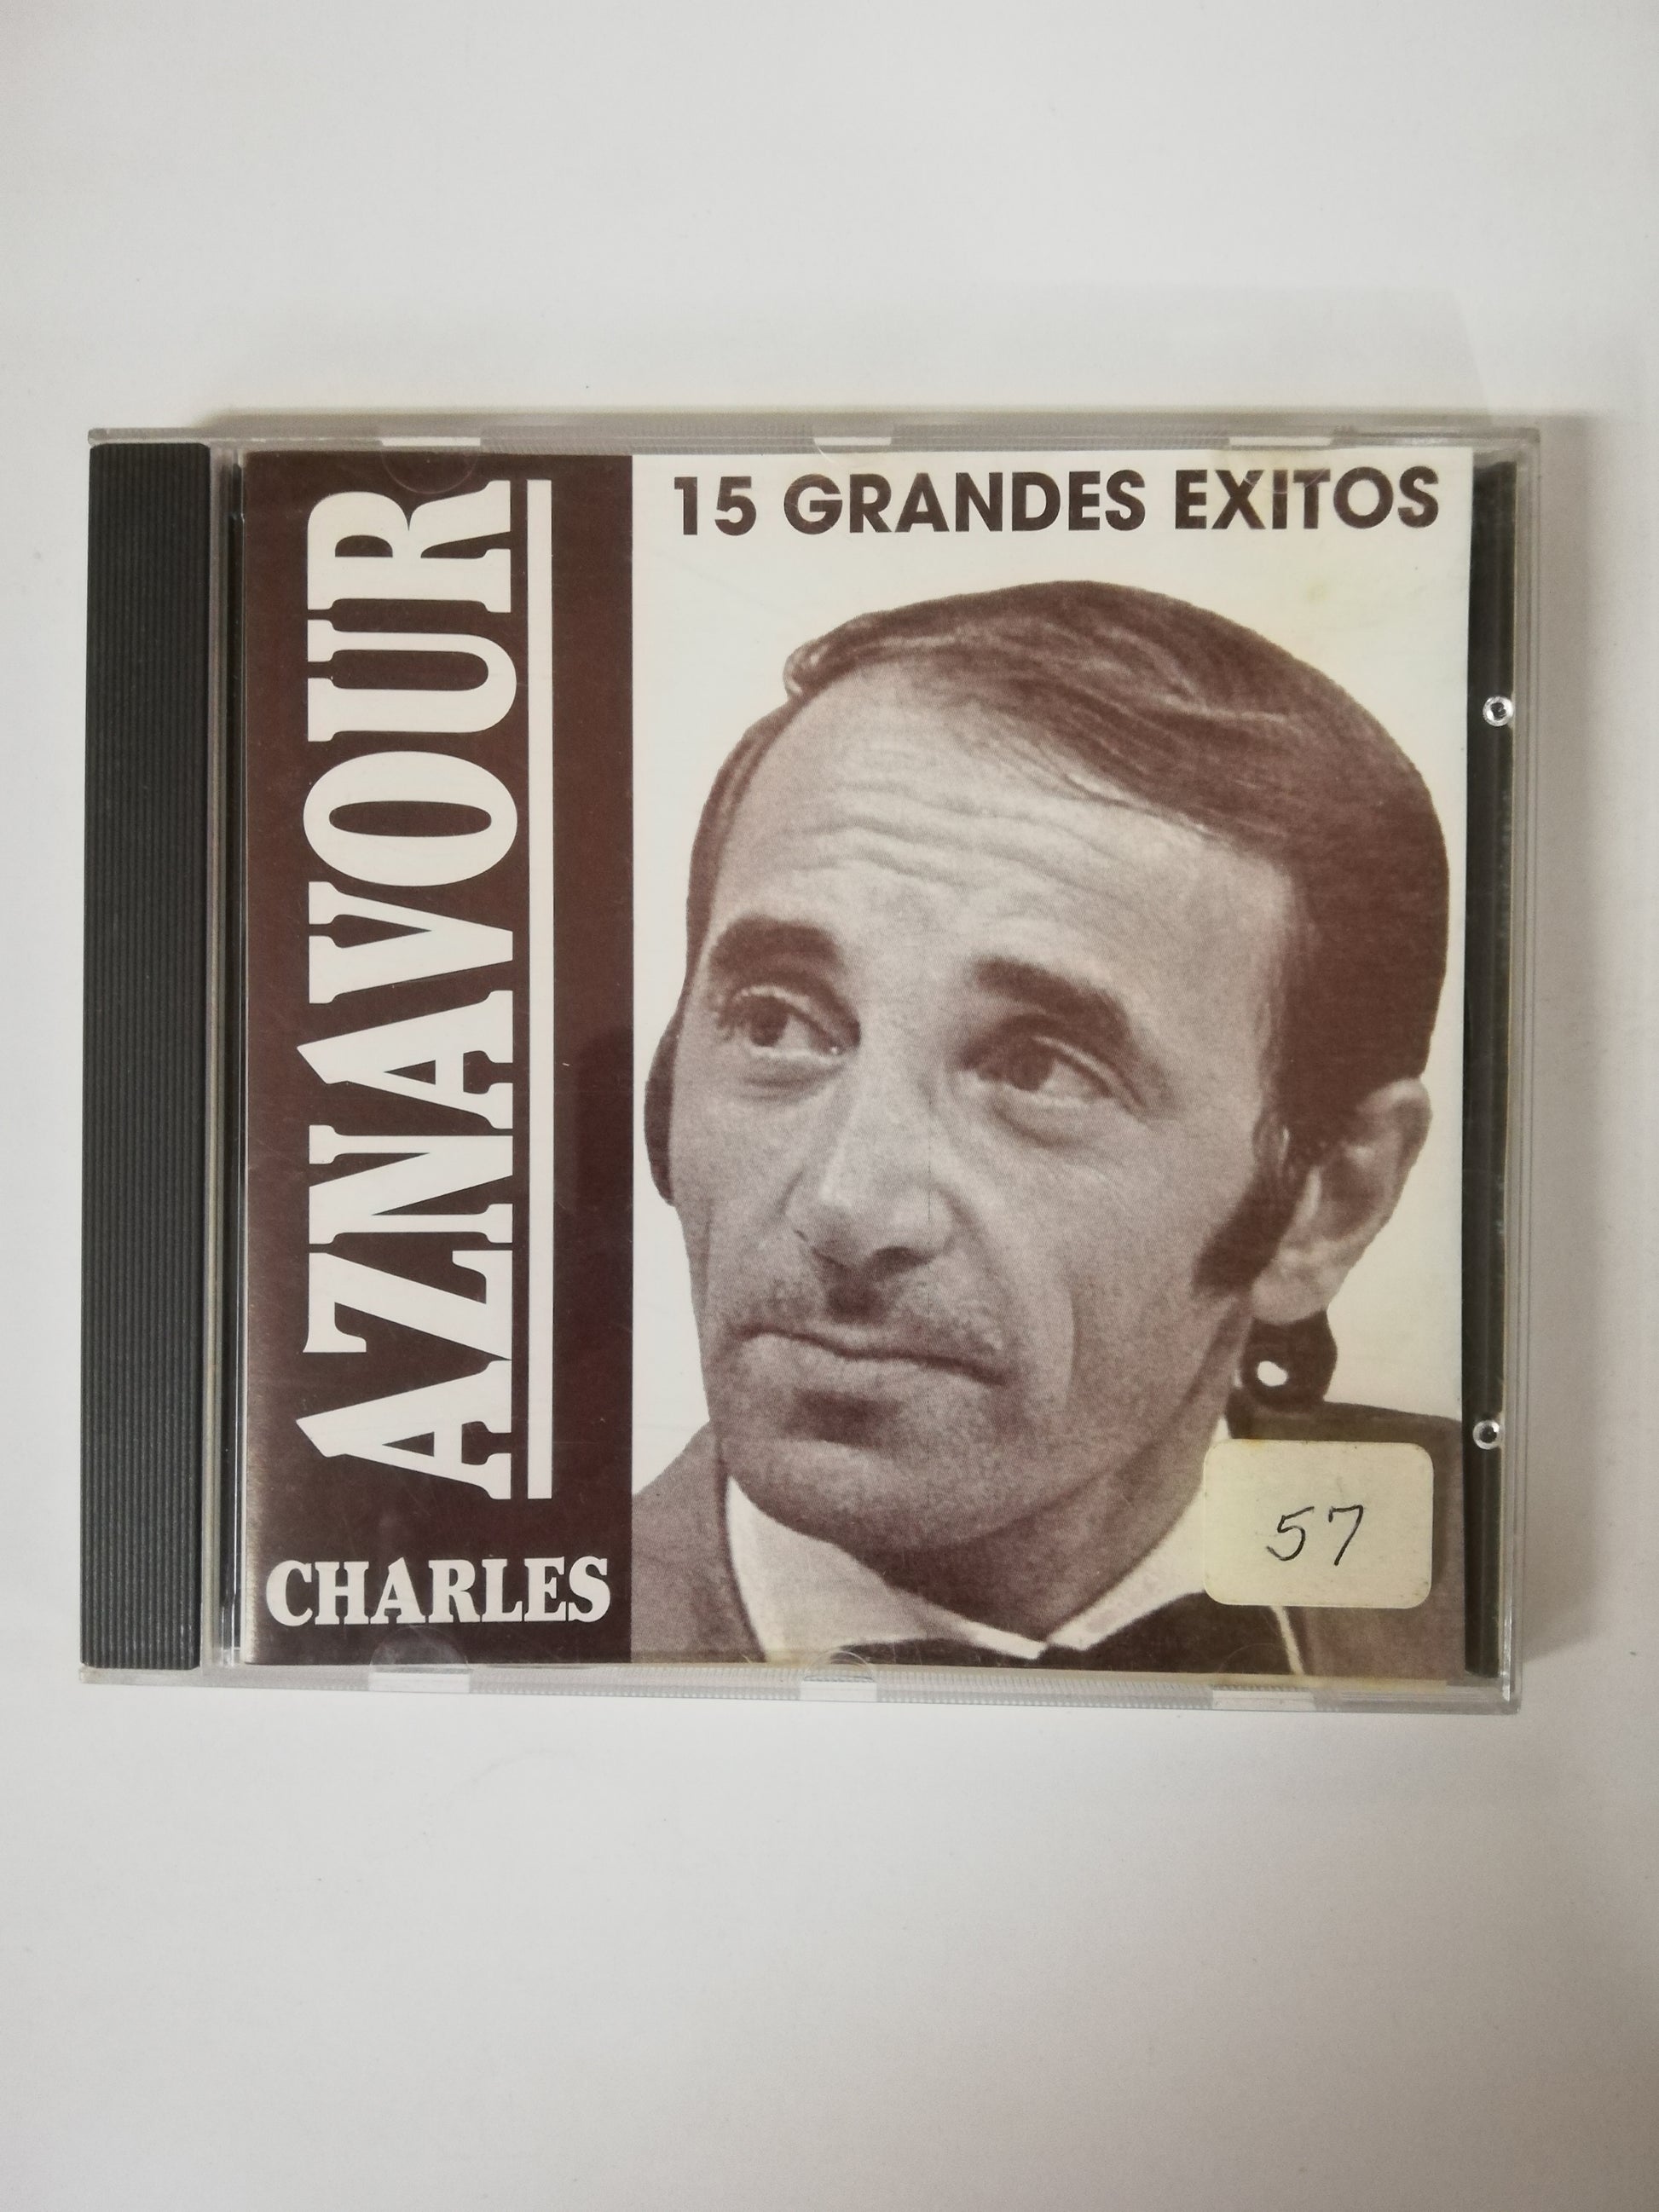 15 GRANDES EXITOS
CHARLES
AZNAVOUR
57